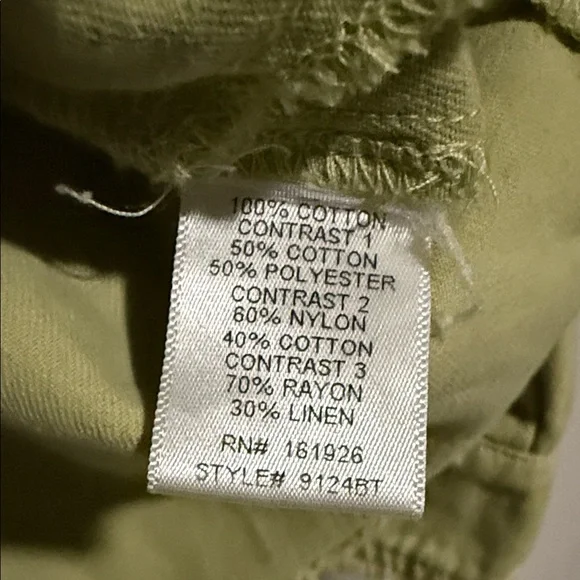 100% COTTON
CONTRAST 1
50% COTTON
50% POLYESTER
CONTRAST 2
60% NYLON
40% COTTON
CONTRAST 3
70% RAYON
30% LINEN
RN# 161926
STYLE# 9124BT